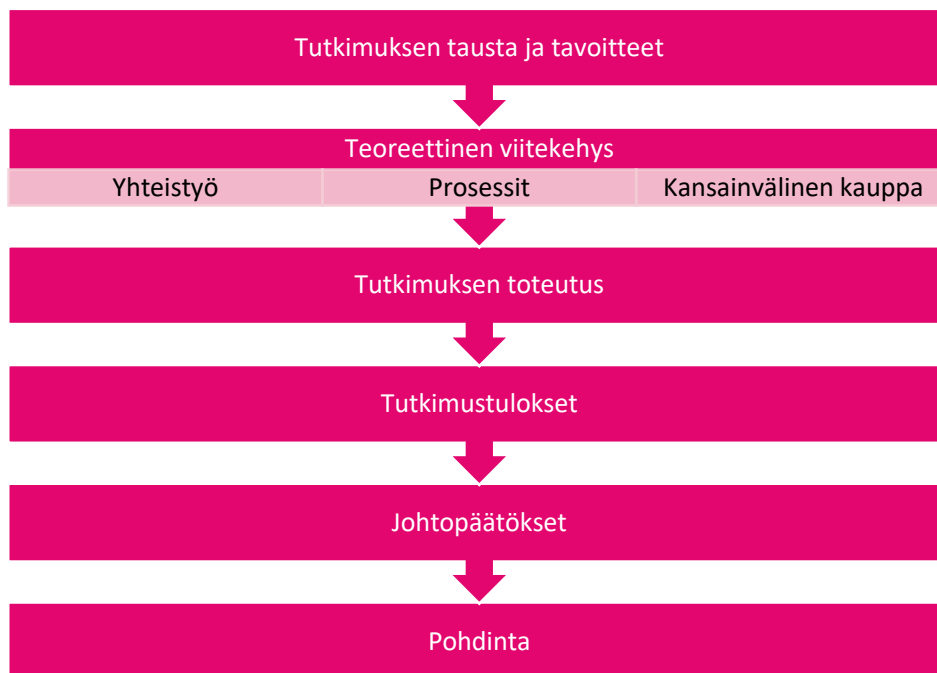 Tutkimuksen tausta ja tavoitteet
Teoreettinen viitekehys
Yhteistyö Prosessit Kansainvälinen kauppa
Tutkimuksen toteutus
Tutkimustulokset
Johtopäätökset
Pohdinta